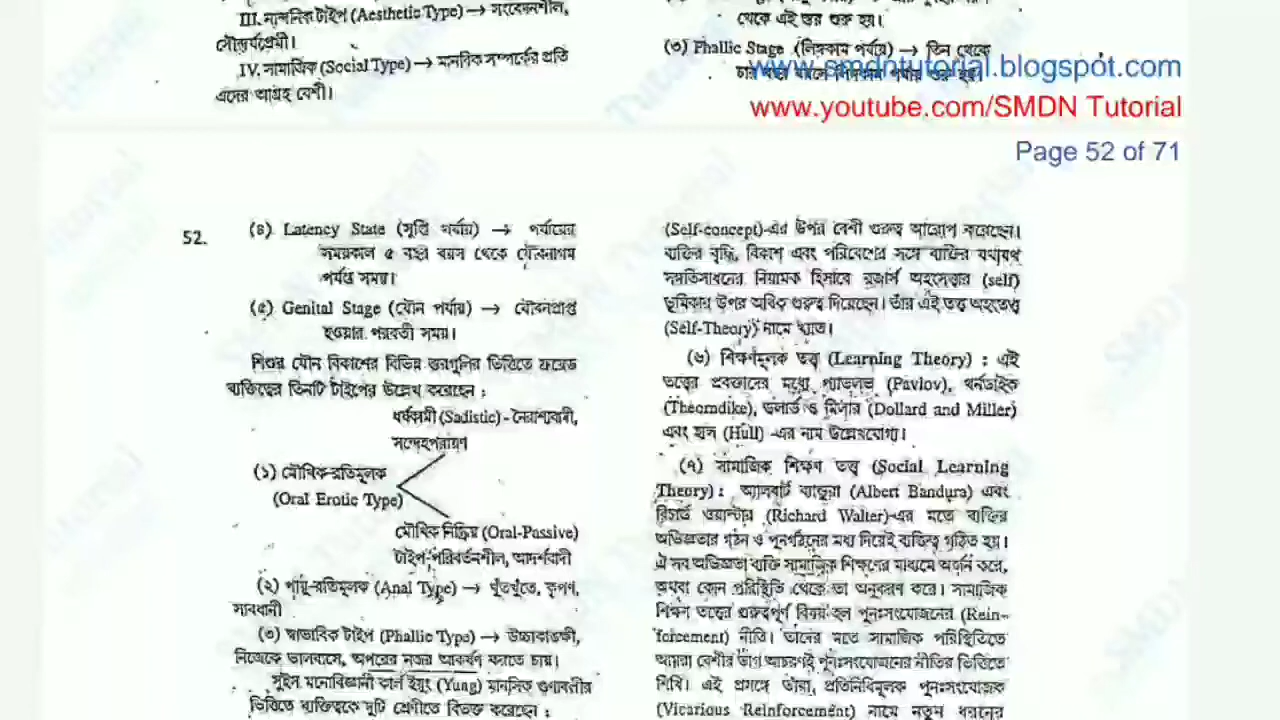 III. নান্দনিক টাইপ (Aesthetic Type) → সংবেদনশীল,
সৌন্দর্যপ্রেমী।
IV. সামাজিক (Social Type) → মানবিক সম্পর্কের প্রতি
এদের আগ্রহ বেশী।
থেকে এই স্তর শুরু হয়।
(৩) Phallic Stage (লিঙ্গকাম পর্যায়) → তিন থেকে
চার বছর বয়সে লিঙ্গকাম পর্যায় শুরু হয়।
www.smdntutorial.blogspot.com
www.youtube.com/SMDN Tutorial
Page 52 of 71
52.
(৪) Latency State (সুপ্তি পর্যায়) → পর্যায়ের
সময়কাল ৫ বছর বয়স থেকে যৌবনাগম
পর্যন্ত সময়।
(৫) Genital Stage (যৌন পর্যায়) → যৌবনপ্রাপ্ত
হওয়ার পরবর্তী সময়।
শিশুর যৌন বিকাশের বিভিন্ন স্তরগুলির ভিত্তিতে ফ্রয়েড
ব্যক্তিত্বের তিনটি টাইপের উল্লেখ করেছেন :
ধর্ষকামী (Sadistic) - নৈরাশ্যবাদী,
সন্দেহপরায়ণ
(১) মৌখিক-রতিমূলক
(Oral Erotic Type)
মৌখিক নিষ্ক্রিয় (Oral-Passive)
টাইপ-পরিবর্তনশীল, আদর্শবাদী
(২) পায়ু-রতিমূলক (Anal Type) → খুঁতখুঁতে, কৃপণ,
সাবধানী
(৩) স্বাভাবিক টাইপ (Phallic Type) → উচ্চাকাঙ্ক্ষী,
নিজেকে ভালবাসে, অপরের নজর আকর্ষণ করতে চায়।
সুইস মনোবিজ্ঞানী কার্ল ইয়ুং (Yung) মানসিক গুণাবলীর
ভিত্তিতে ব্যক্তিত্বকে দুটি শ্রেণীতে বিভক্ত করেছেন :
(Self-concept)-এর উপর বেশী গুরুত্ব আরোপ করেছেন।
ব্যক্তির বৃদ্ধি, বিকাশ এবং পরিবেশের সঙ্গে ব্যক্তির যথাযথ
সঙ্গতিসাধনের নিয়ামক হিসাবে রজার্স অহংসত্তার (self)
ভূমিকার উপর অধিক গুরুত্ব দিয়েছেন। তাঁর এই তত্ত্ব অহংতত্ত্ব
(Self-Theory) নামে খ্যাত।
(৬) শিক্ষণমূলক তত্ত্ব (Learning Theory) : এই
তত্ত্বের প্রবক্তাদের মধ্যে প্যাভলভ (Pavlov), থর্নডাইক
(Theorndike), ডলার্ড ও মিলার (Dollard and Miller)
এবং হাল (Hull) -এর নাম উল্লেখযোগ্য।
(৭) সামাজিক শিক্ষণ তত্ত্ব (Social Learning
Theory) : অ্যালবার্ট ব্যান্ডুরা (Albert Bandura) এবং
রিচার্ড ওয়াল্টার (Richard Walter)-এর মতে ব্যক্তির
অভিজ্ঞতার গঠন ও পুনর্গঠনের মধ্য দিয়েই ব্যক্তিত্ব গঠিত হয়।
ঐ সব অভিজ্ঞতা ব্যক্তি সামাজিক শিক্ষণের মাধ্যমে অর্জন করে,
অথবা কোন পরিস্থিতি থেকে তা অনুকরণ করে। সামাজিক
শিক্ষণ তত্ত্বের গুরুত্বপূর্ণ বিষয় হল পুনঃসংযোজনের (Rein-
forcement) নীতি। তাদের মতে সামাজিক পরিস্থিতিতে
আমরা বেশীর ভাগ আচরণই পুনঃসংযোজনের নীতির ভিত্তিতে
শিখি। এই প্রসঙ্গে তাঁরা, প্রতিনিধিমূলক পুনঃসংযোজক
(Vicarious Reinforcement) নামে নতুন ধরনের